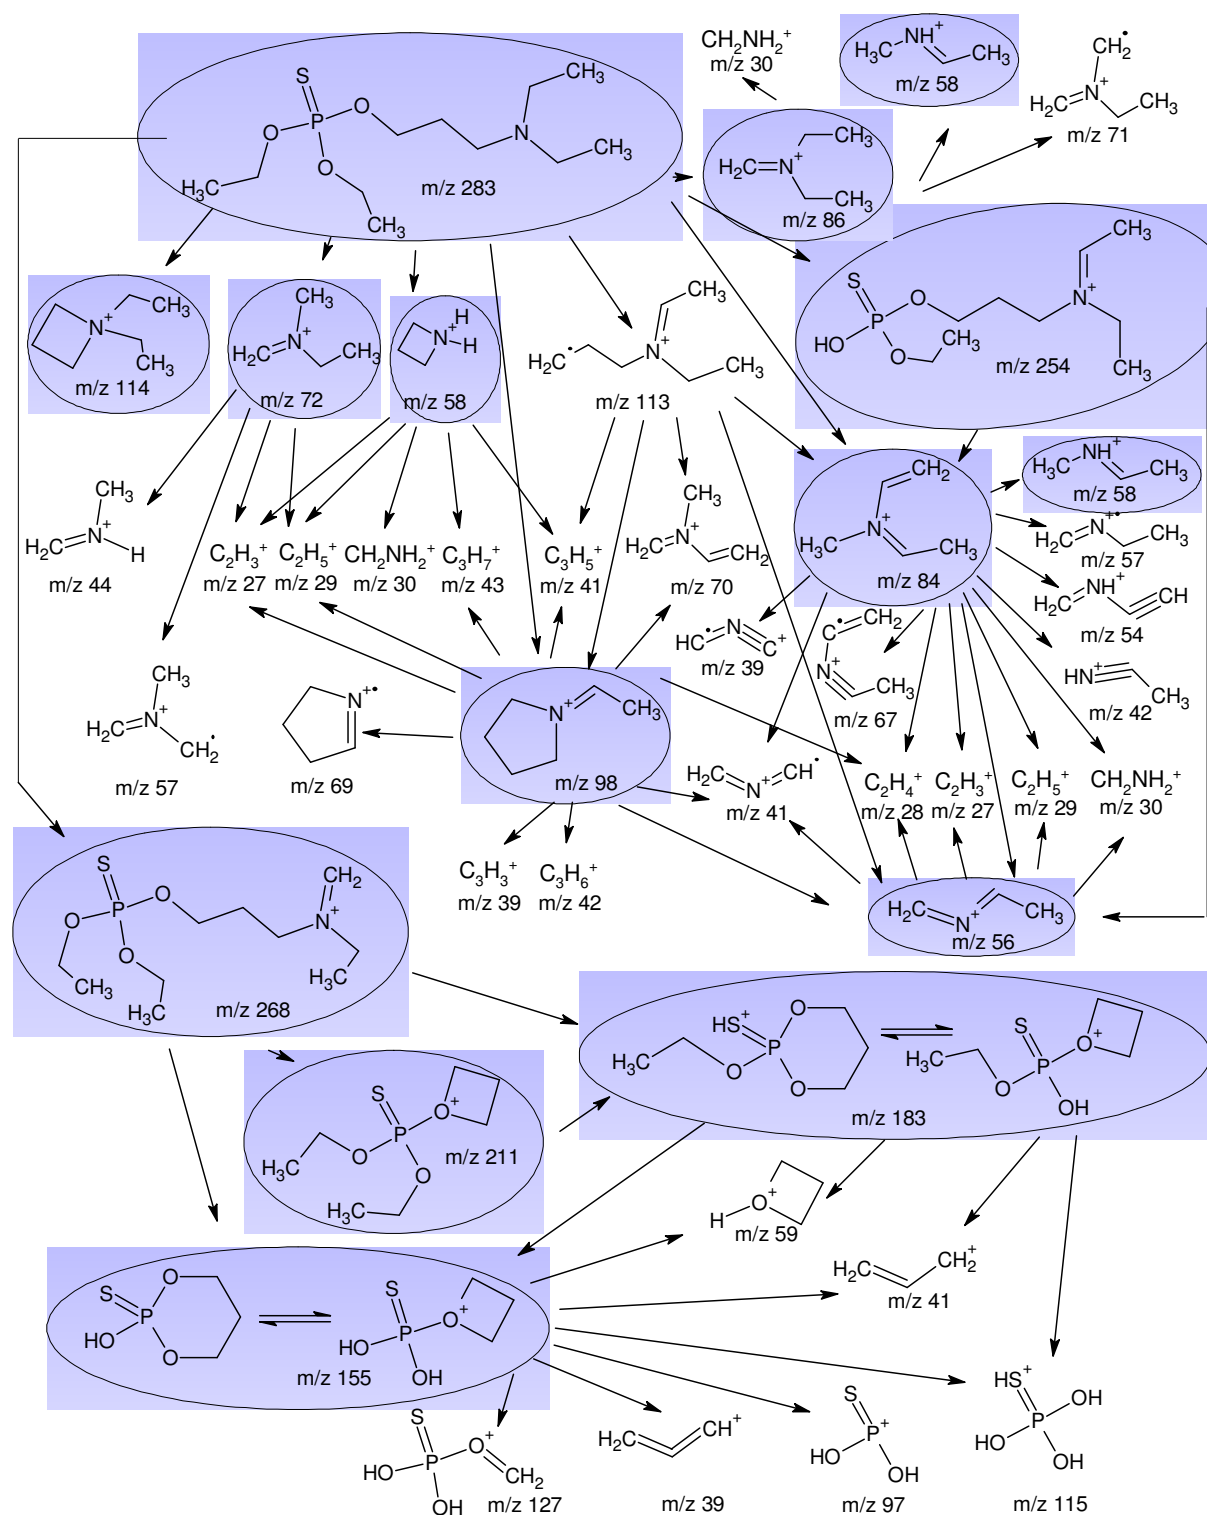 CH2NH2+
m/z 30
H3C NH+ CH3
m/z 58
CH2•
H2C N+ CH3
m/z 71
S
O P O N CH3
O CH3
H3C CH3
m/z 283
CH3
H2C N+ CH3
m/z 86
CH3
S
O N+
P
HO O CH3 CH3
m/z 254
N+ CH3
CH3
m/z 114
CH3
H2C N+ CH3
m/z 72
H
N+ H
m/z 58
CH3
H2C• N+ CH3
m/z 113
CH2
N+
H3C CH3
m/z 84
H3C NH+ CH3
m/z 58
H2C N+• CH3
m/z 57
H2C NH+ CH
m/z 54
HN+ CH3
m/z 42
CH3
H2C N+ H
m/z 44
C2H3+
m/z 27
C2H5+
m/z 29
CH2NH2+
m/z 30
C3H7+
m/z 43
C3H5+
m/z 41
CH3
H2C N+ CH2
m/z 70
HC• N C+
m/z 39
C• CH2
N+ CH3
m/z 67
CH3
H2C N+ CH2•
m/z 57
N+•
m/z 69
N+ CH3
m/z 98
H2C N+ CH•
m/z 41
C2H4+
m/z 28
C2H3+
m/z 27
C2H5+
m/z 29
CH2NH2+
m/z 30
C3H3+
m/z 39
C3H6+
m/z 42
H2C N+ CH3
m/z 56
S CH2
O P O N+
O
CH3 H3C H3C
m/z 268
HS+ O
P
H3C O O
S O+
H3C P
O OH
m/z 183
S O+
P
O O
H3C
H3C
m/z 211
H O+
m/z 59
H2C CH2+
m/z 41
S O
P
HO O
S O+
P
HO OH
m/z 155
S
P O+
HO CH2
OH
m/z 127
H2C CH+
m/z 39
S
P+
HO OH
m/z 97
HS+
P OH
HO OH
m/z 115